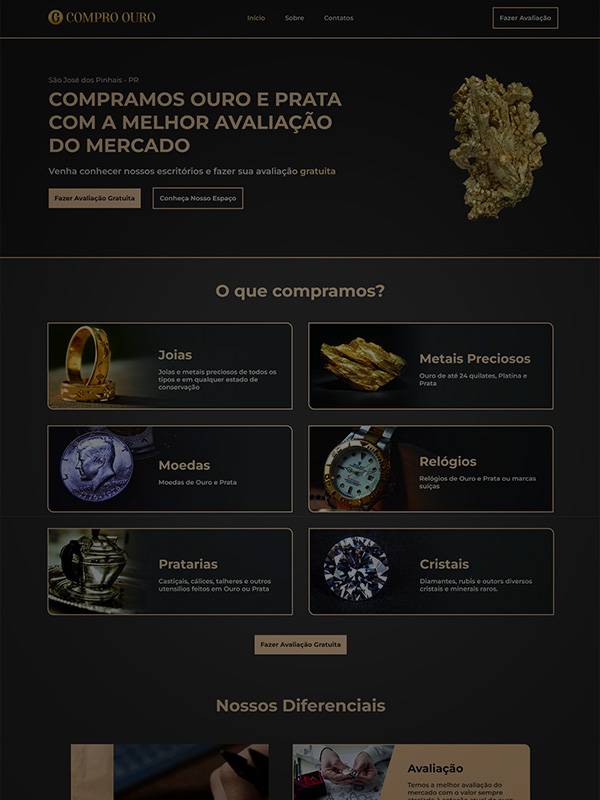 COMPRO OURO
Início
Sobre
Contatos
Fazer Avaliação
São José dos Pinhais - PR
COMPRAMOS OURO E PRATA
COM A MELHOR AVALIAÇÃO
DO MERCADO
Venha conhecer nossos escritórios e fazer sua avaliação gratuita
Fazer Avaliação Gratuita
Conheça Nosso Espaço
O que compramos?
Joias
Joias e metais preciosos de todos os
tipos e em qualquer estado de
conservação
Metais Preciosos
Ouro de até 24 quilates, Platina e
Prata
Moedas
Moedas de Ouro e Prata
Relógios
Relógios de Ouro e Prata ou marcas
suíças
Pratarias
Castiçais, cálices, talheres e outros
utensílios feitos em Ouro ou Prata
Cristais
Diamantes, rubis e outors diversos
cristais e minerais raros.
Fazer Avaliação Gratuita
Nossos Diferenciais
Avaliação
Temos a melhor avaliação do
mercado com o valor sempre